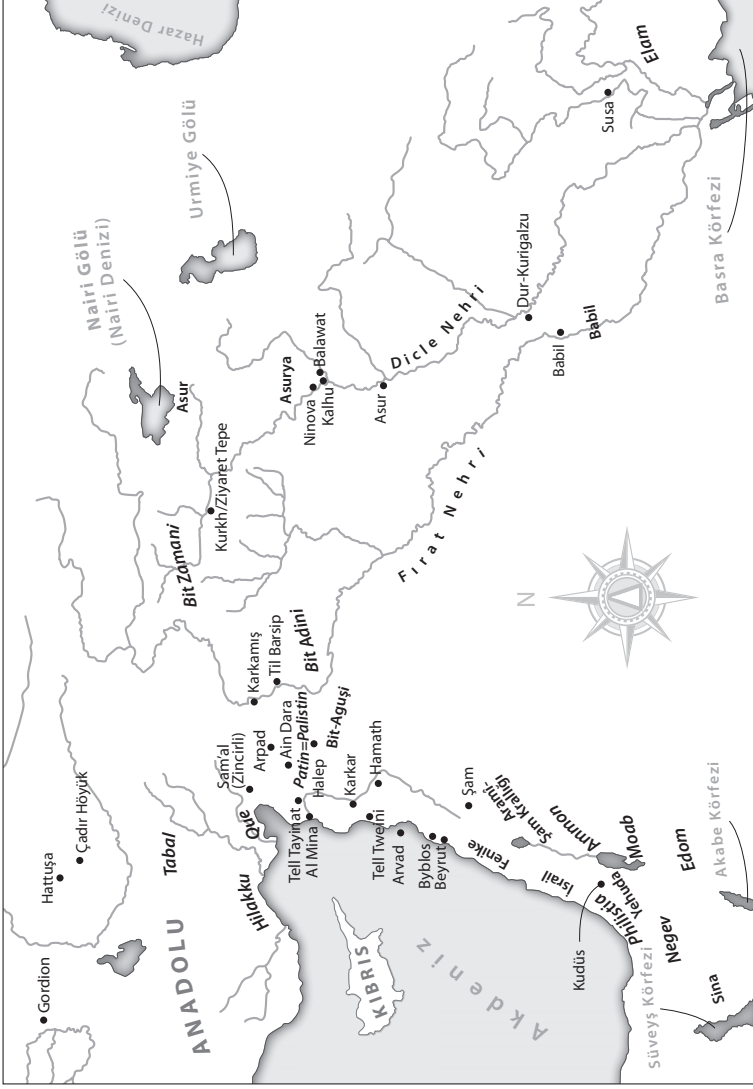 Hazar Denizi
Urmiye Gölü
Nairi Gölü
(Nairi Denizi)
Asur
Elam
Susa
Basra Körfezi
Dur-Kurigalzu
Babil
Babil
Dicle Nehri
Asurya
Balawat
Ninova
Kalhu
Asur
Kurkh/Ziyaret Tepe
Bit Zamani
Fırat Nehri
N
Karkamış
Til Barsip
Bit Adini
Sam'al
(Zincirli)
Arpad
Ain Dara
Patin=Palistin
Bit-Aguşi
Halep
Tell Tayinat
Al Mina
Karkar
Hamath
Tell Tweini
Arvad
Byblos
Beyrut
Şam
Arami-
Şam Krallığı
Fenike
Ammon
İsrail
Moab
Yehuda
Philistia
Edom
Negev
Kudüs
Akabe Körfezi
Süveyş Körfezi
Sina
Hattuşa
Çadır Höyük
Gordion
Tabal
Que
Hilakku
ANADOLU
KIBRIS
Akdeniz